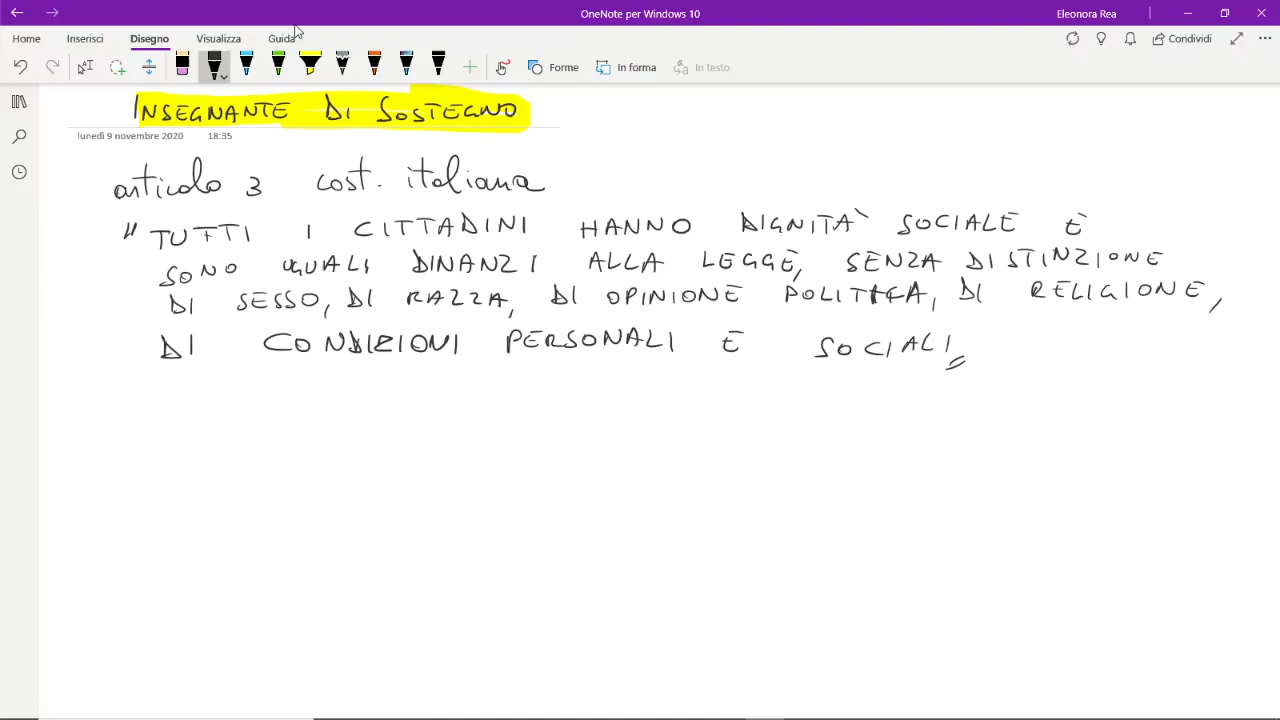 OneNote per Windows 10
Eleonora Rea
Home Inserisci Disegno Visualizza Guida
Condividi
Forme In forma In testo
INSEGNANTE DI SOSTEGNO
lunedì 9 novembre 2020 18:35
articolo 3 cost. italiana
" TUTTI I CITTADINI HANNO DIGNITÀ SOCIALE E
SONO UGUALI DINANZI ALLA LEGGE, SENZA DISTINZIONE
DI SESSO, DI RAZZA, DI OPINIONE POLITICA, DI RELIGIONE,
DI CONDIZIONI PERSONALI E SOCIALI"